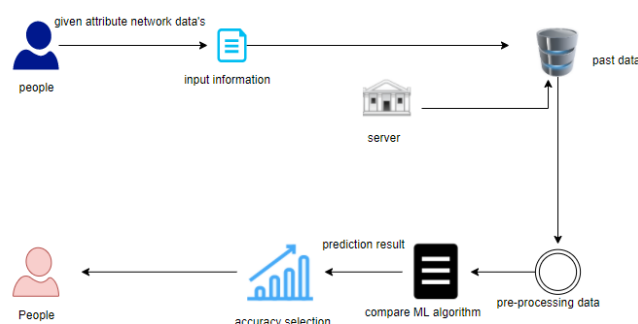 given attribute network data's
people
input information
past data
server
prediction result
People
accuracy selection
compare ML algorithm
pre-processing data